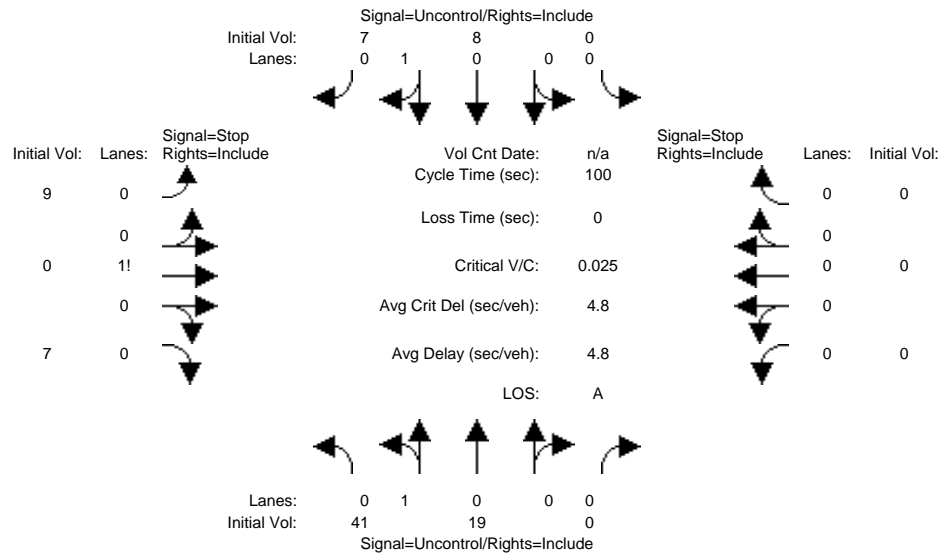 Signal=Uncontrol/Rights=Include
Initial Vol: 7 8 0
Lanes: 0 1 0 0 0
Signal=Stop Signal=Stop
Initial Vol: Lanes: Rights=Include Vol Cnt Date: n/a Rights=Include Lanes: Initial Vol:
Cycle Time (sec): 100
9 0 0 0
Loss Time (sec): 0
0 0
0 1! Critical V/C: 0.025 0 0
0 Avg Crit Del (sec/veh): 4.8 0
7 0 Avg Delay (sec/veh): 4.8 0 0
LOS: A
Lanes: 0 1 0 0 0
Initial Vol: 41 19 0
Signal=Uncontrol/Rights=Include